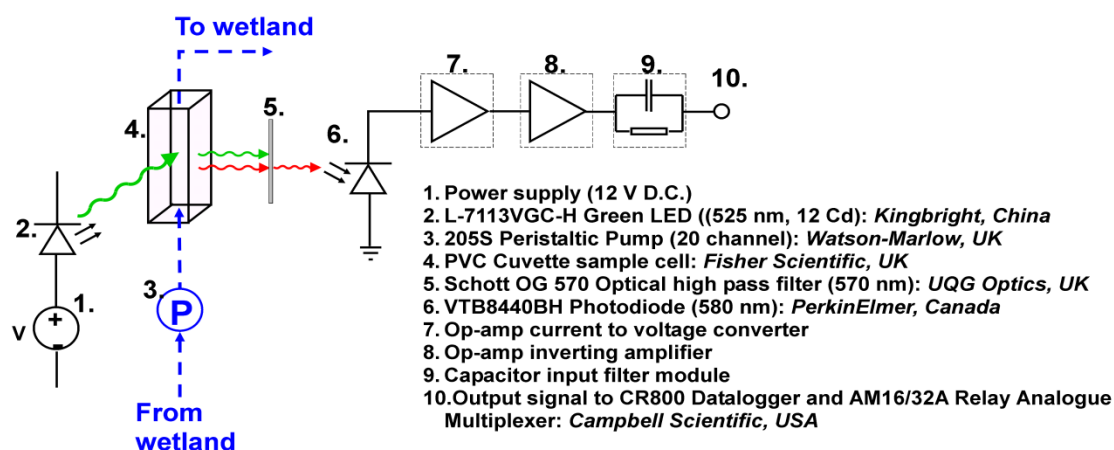 To wetland
7.
8.
9.
10.
4.
5.
6.
2.
1.
+
-
V
3.
P
From
wetland
1. Power supply (12 V D.C.)
2. L-7113VGC-H Green LED ((525 nm, 12 Cd): Kingbright, China
3. 205S Peristaltic Pump (20 channel): Watson-Marlow, UK
4. PVC Cuvette sample cell: Fisher Scientific, UK
5. Schott OG 570 Optical high pass filter (570 nm): UQG Optics, UK
6. VTB8440BH Photodiode (580 nm): PerkinElmer, Canada
7. Op-amp current to voltage converter
8. Op-amp inverting amplifier
9. Capacitor input filter module
10.Output signal to CR800 Datalogger and AM16/32A Relay Analogue
Multiplexer: Campbell Scientific, USA